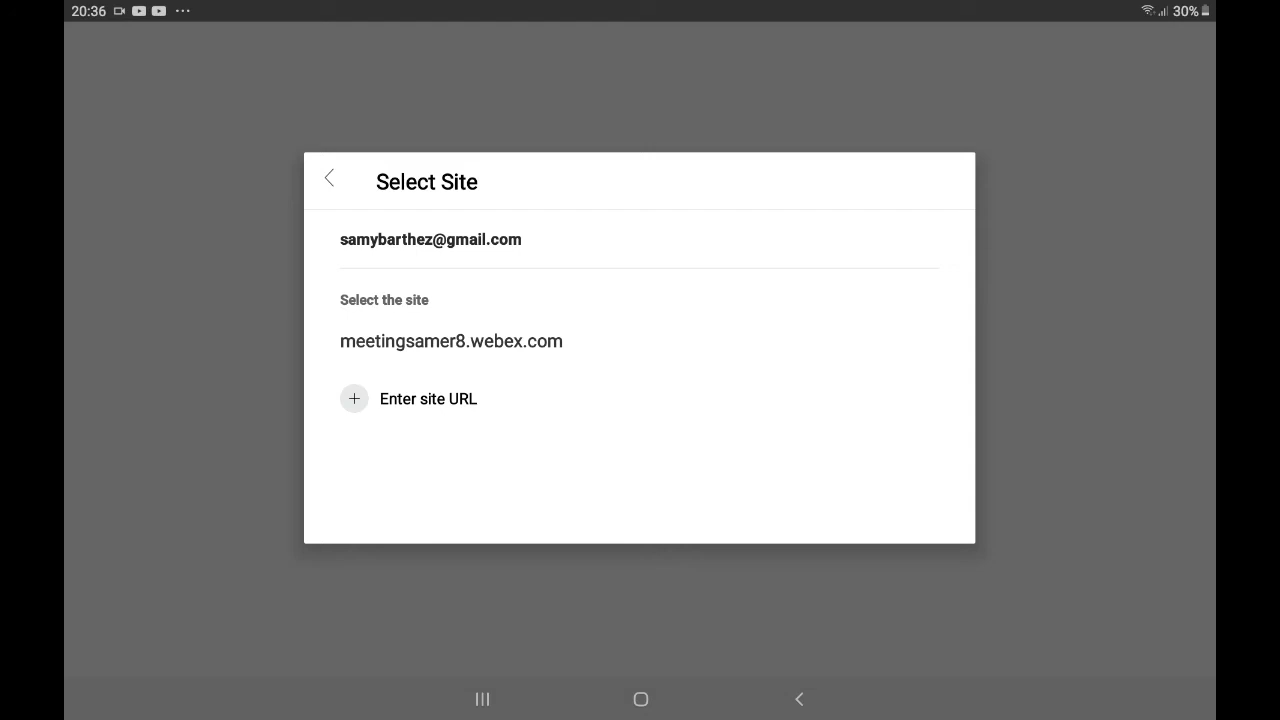 20:36
30%
Select Site
samybarthez@gmail.com
Select the site
meetingsamer8.webex.com
Enter site URL